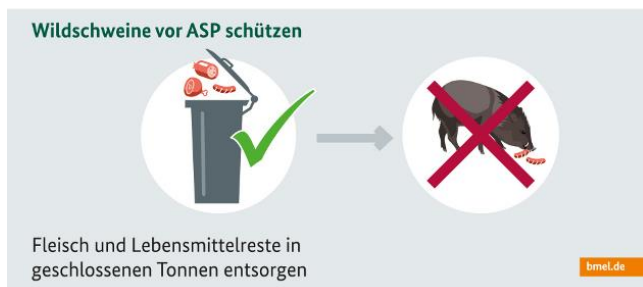 Wildschweine vor ASP schützen
Fleisch und Lebensmittelreste in
geschlossenen Tonnen entsorgen
bmel.de